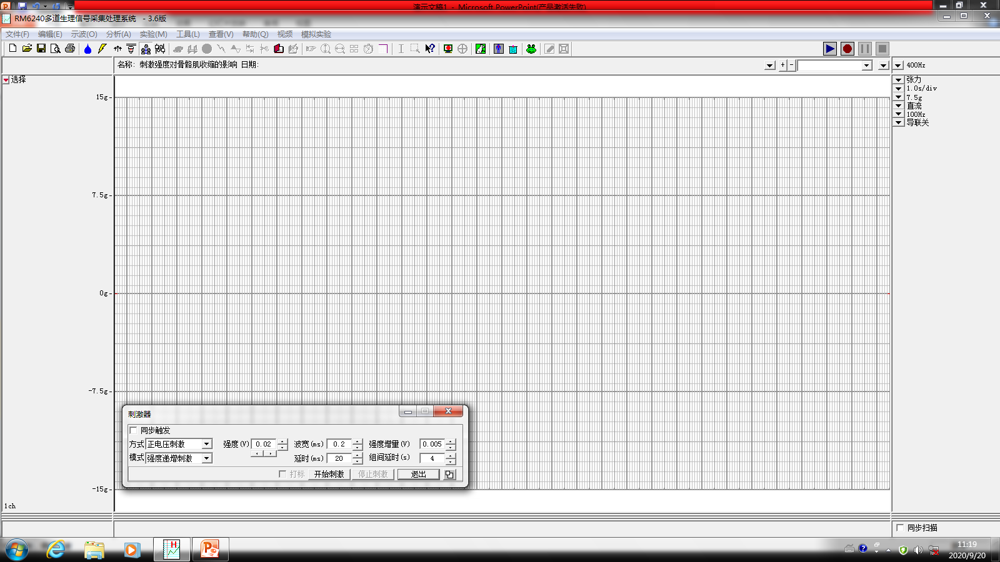 演示文稿1 - Microsoft PowerPoint(产品激活失败)
RM6240多道生理信号采集处理系统 - 3.6版
文件(F) 编辑(E) 示波(O) 分析(A) 实验(M) 工具(L) 查看(V) 帮助(Q) 视频 模拟实验
名称: 刺激强度对骨骼肌收缩的影响 日期:
+ -
400Hz
选择
张力
1.0s/div
7.5g
直流
100Hz
导联关
15g
7.5g
0g
-7.5g
-15g
1ch
刺激器
同步触发
方式 正电压刺激 强度(V) 0.02 波宽(ms) 0.2 强度增量(V) 0.005
模式 强度递增刺激 延时(ms) 20 组间延时(s) 4
打标 开始刺激 停止刺激 退出
同步扫描
11:19
2020/9/20